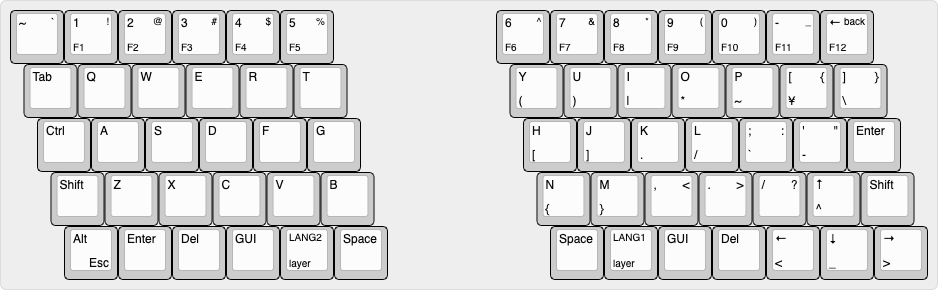 ~ ` 1 ! 2 @ 3 # 4 $ 5 % 6 ^ 7 & 8 * 9 ( 0 ) - _ ← back
F1 F2 F3 F4 F5 F6 F7 F8 F9 F10 F11 F12
Tab Q W E R T Y U I O P [ { ] }
( ) | * ~ ¥ \
Ctrl A S D F G H J K L ; : ' " Enter
[ ] . / ` -
Shift Z X C V B N M , < . > / ? ↑ Shift
{ } ^
Alt Enter Del GUI LANG2 Space Space LANG1 GUI Del ← ↓ →
Esc layer layer < _ >